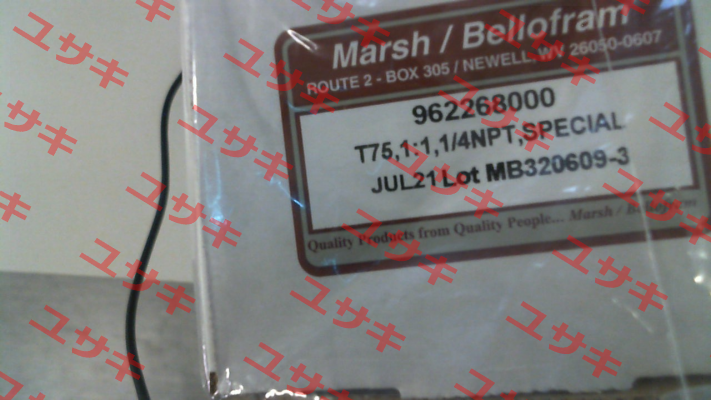 Marsh / Bellofram
ROUTE 2 - BOX 305 / NEWELL, WV 26050-0607
962268000
T75,1:1,1/4NPT,SPECIAL
JUL21 Lot MB320609-3
Quality Products from Quality People... Marsh / Bellofram
ユサキ